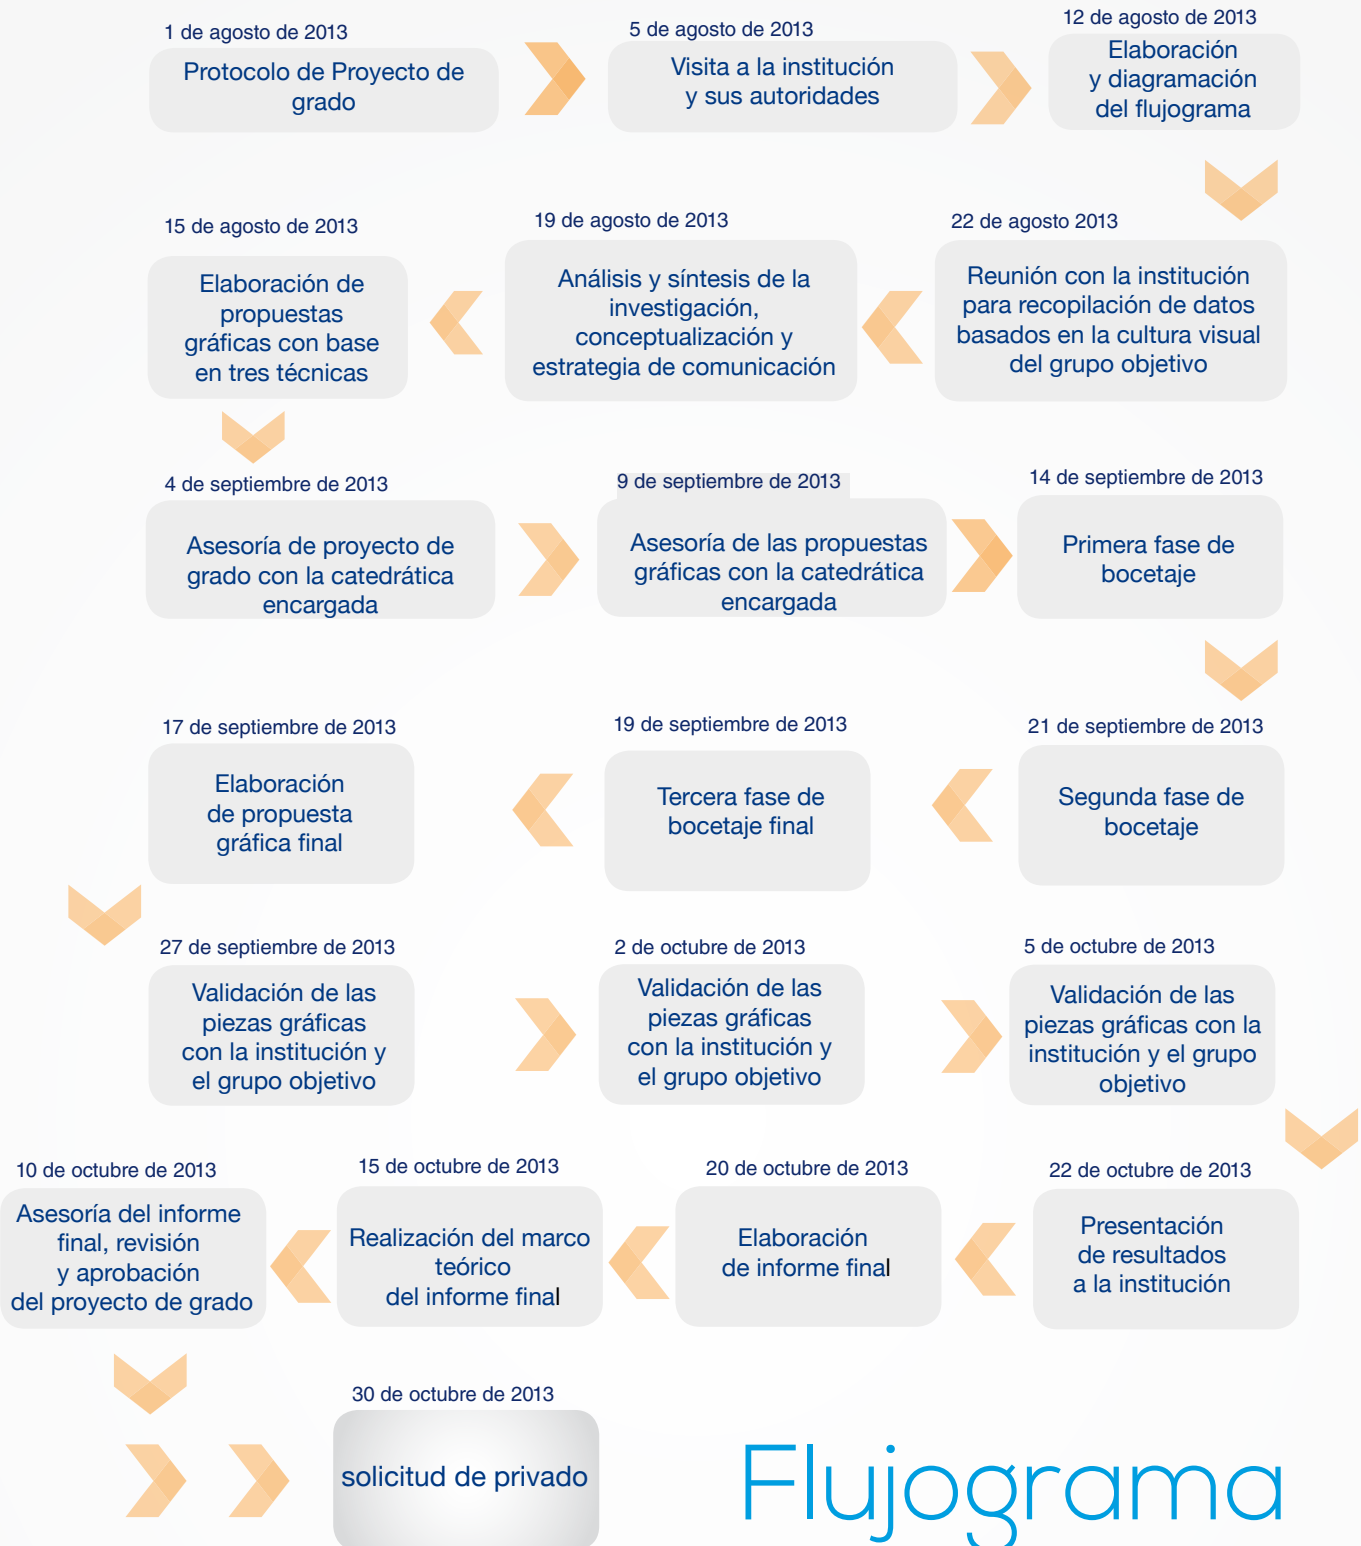 1 de agosto de 2013
Protocolo de Proyecto de
grado
5 de agosto de 2013
Visita a la institución
y sus autoridades
12 de agosto de 2013
Elaboración
y diagramación
del flujograma
15 de agosto de 2013
Elaboración de
propuestas
gráficas con base
en tres técnicas
19 de agosto de 2013
Análisis y síntesis de la
investigación,
conceptualización y
estrategia de comunicación
22 de agosto 2013
Reunión con la institución
para recopilación de datos
basados en la cultura visual
del grupo objetivo
4 de septiembre de 2013
Asesoría de proyecto de
grado con la catedrática
encargada
9 de septiembre de 2013
Asesoría de las propuestas
gráficas con la catedrática
encargada
14 de septiembre de 2013
Primera fase de
bocetaje
17 de septiembre de 2013
Elaboración
de propuesta
gráfica final
19 de septiembre de 2013
Tercera fase de
bocetaje final
21 de septiembre de 2013
Segunda fase de
bocetaje
27 de septiembre de 2013
Validación de las
piezas gráficas
con la institución y
el grupo objetivo
2 de octubre de 2013
Validación de las
piezas gráficas
con la institución y
el grupo objetivo
5 de octubre de 2013
Validación de las
piezas gráficas con la
institución y el grupo
objetivo
10 de octubre de 2013
Asesoría del informe
final, revisión
y aprobación
del proyecto de grado
15 de octubre de 2013
Realización del marco
teórico
del informe final
20 de octubre de 2013
Elaboración
de informe final
22 de octubre de 2013
Presentación
de resultados
a la institución
30 de octubre de 2013
solicitud de privado
Flujograma